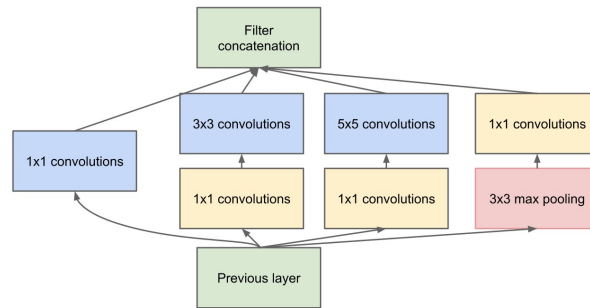 Filter
concatenation
3x3 convolutions
5x5 convolutions
1x1 convolutions
1x1 convolutions
1x1 convolutions
1x1 convolutions
3x3 max pooling
Previous layer